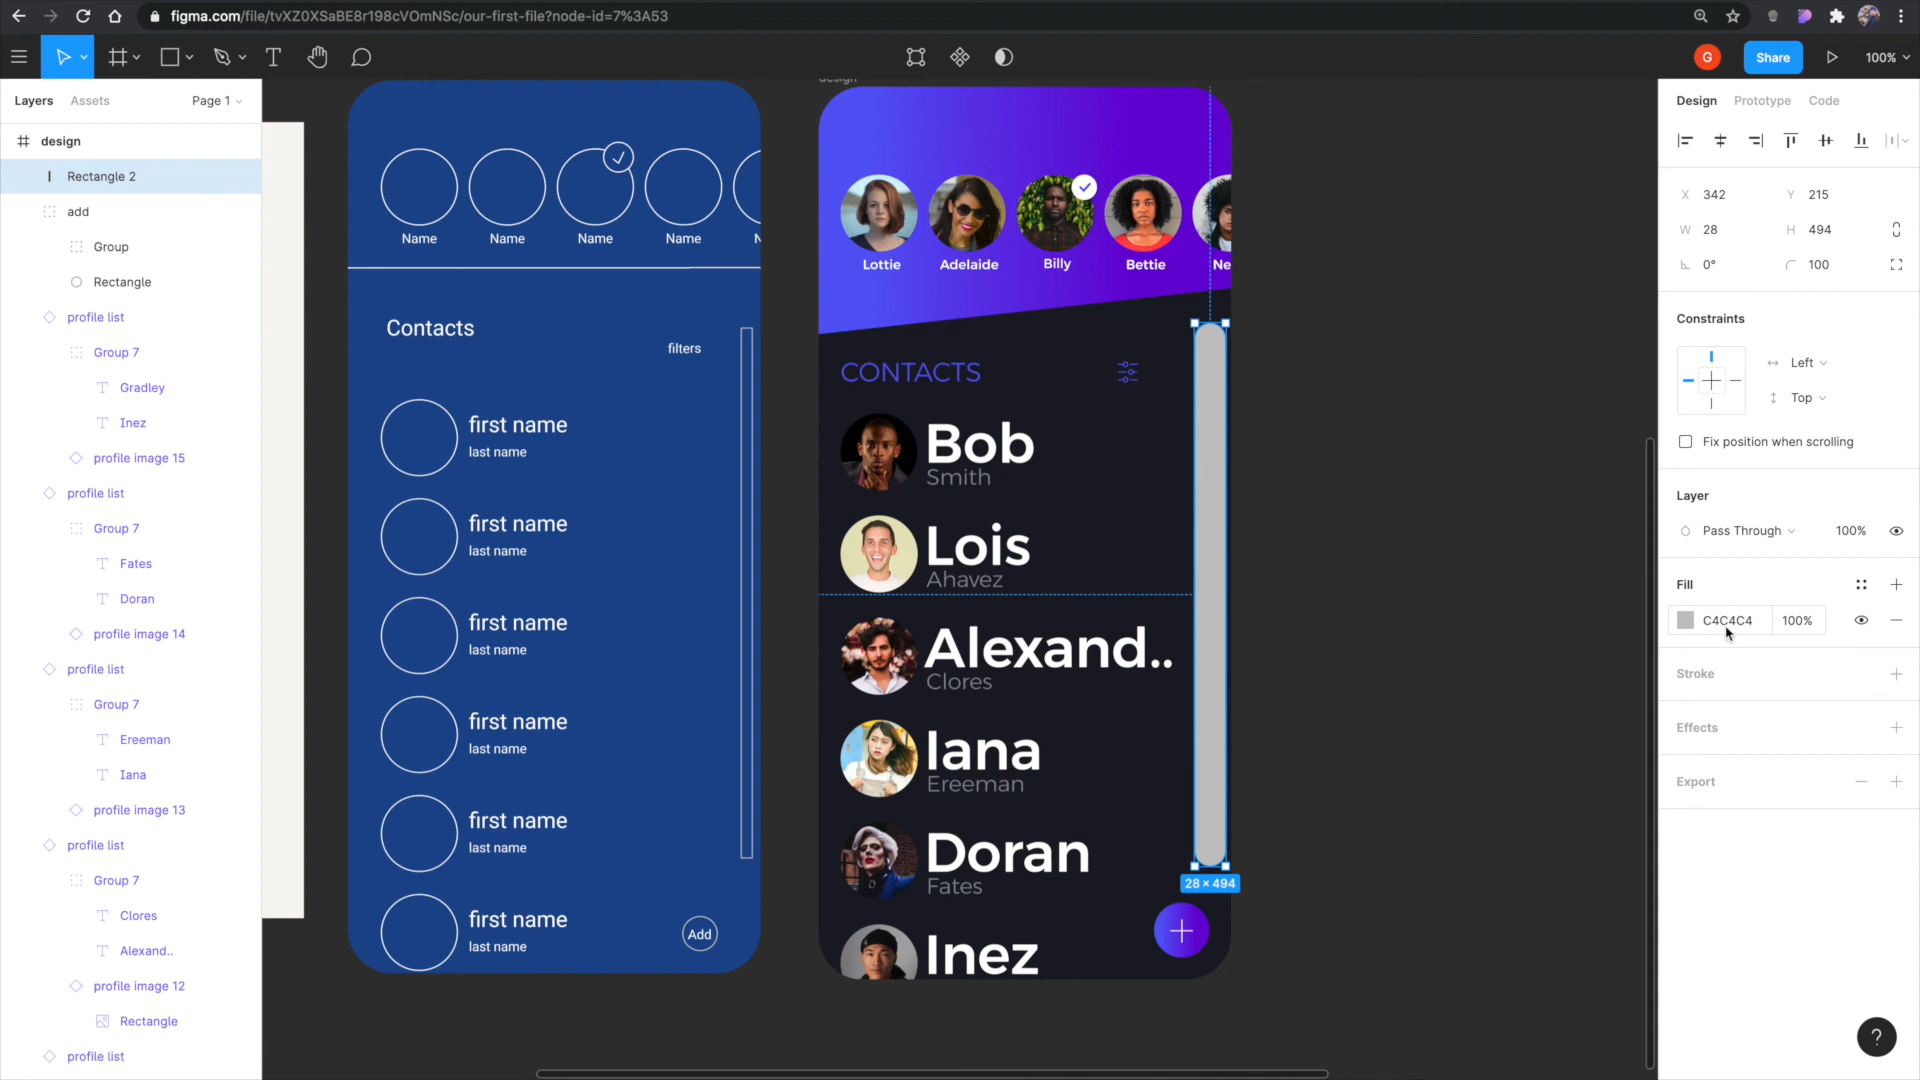 figma.com/file/tvXZ0XSaBE8r198cVOmNSc/our-first-file?node-id=7%3A53
G
Share
100%
Layers
Assets
Page 1
design
Rectangle 2
add
Group
Rectangle
profile list
Group 7
Gradley
Inez
profile image 15
profile list
Group 7
Fates
Doran
profile image 14
profile list
Group 7
Ereeman
Iana
profile image 13
profile list
Group 7
Clores
Alexand..
profile image 12
Rectangle
profile list
Name
Name
Name
Name
N
Contacts
filters
first name
last name
first name
last name
first name
last name
first name
last name
first name
last name
first name
last name
Add
design
Lottie
Adelaide
Billy
Bettie
Ne
CONTACTS
Bob
Smith
Lois
Ahavez
Alexand..
Clores
Iana
Ereeman
Doran
Fates
Inez
28 × 494
Design
Prototype
Code
X 342
Y 215
W 28
H 494
0°
100
Constraints
Left
Top
Fix position when scrolling
Layer
Pass Through
100%
Fill
C4C4C4
100%
Stroke
Effects
Export
?